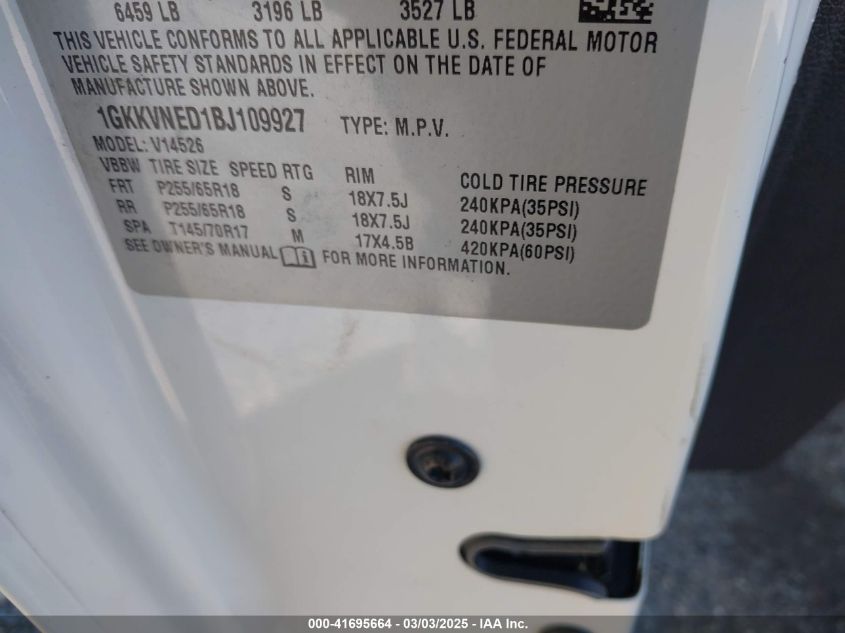 6459 LB 3196 LB 3527 LB
THIS VEHICLE CONFORMS TO ALL APPLICABLE U.S. FEDERAL MOTOR
VEHICLE SAFETY STANDARDS IN EFFECT ON THE DATE OF
MANUFACTURE SHOWN ABOVE.
1GKKVNED1BJ109927 TYPE: M.P.V.
MODEL: V14526
VBBW TIRE SIZE SPEED RTG RIM COLD TIRE PRESSURE
FRT P255/65R18 S 18X7.5J 240KPA(35PSI)
RR P255/65R18 S 18X7.5J 240KPA(35PSI)
SPA T145/70R17 M 17X4.5B 420KPA(60PSI)
SEE OWNER'S MANUAL i FOR MORE INFORMATION.
000-41695664 - 03/03/2025 - IAA Inc.